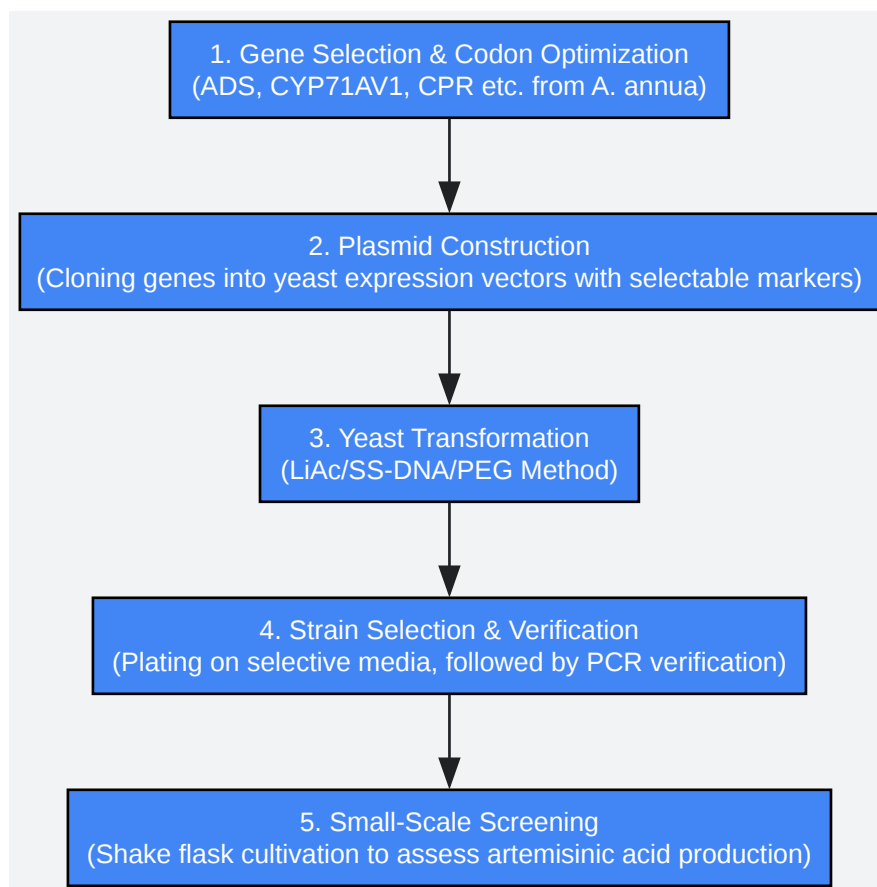 1. Gene Selection & Codon Optimization
(ADS, CYP71AV1, CPR etc. from A. annua)
2. Plasmid Construction
(Cloning genes into yeast expression vectors with selectable markers)
3. Yeast Transformation
(LiAc/SS-DNA/PEG Method)
4. Strain Selection & Verification
(Plating on selective media, followed by PCR verification)
5. Small-Scale Screening
(Shake flask cultivation to assess artemisinic acid production)